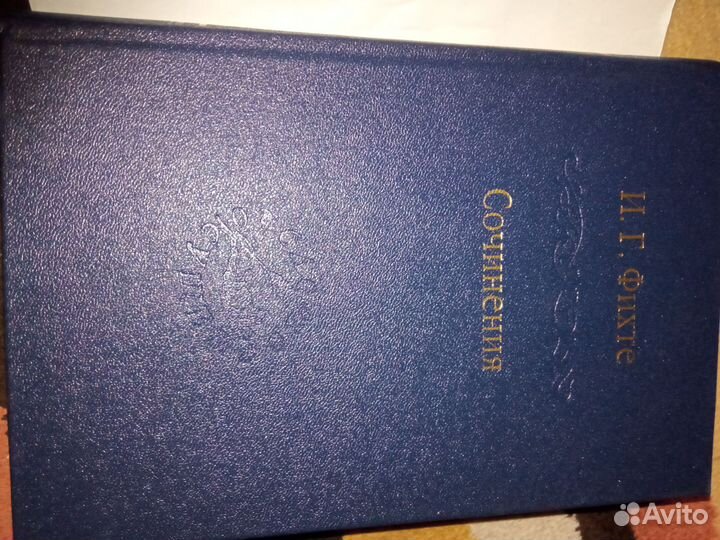 И. Г. Фихте
Сочинения
Avito